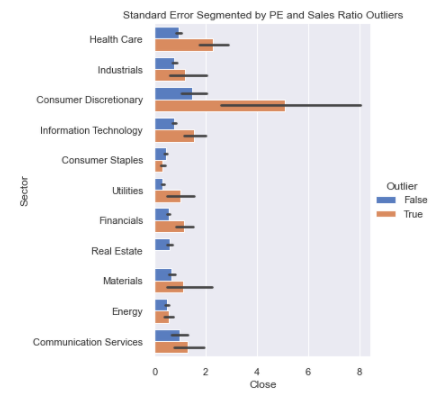 Standard Error Segmented by PE and Sales Ratio Outliers
Health Care
Industrials
Consumer Discretionary
Information Technology
Consumer Staples
Utilities
Financials
Real Estate
Materials
Energy
Communication Services
Sector
0 2 4 6 8
Close
Outlier
False
True